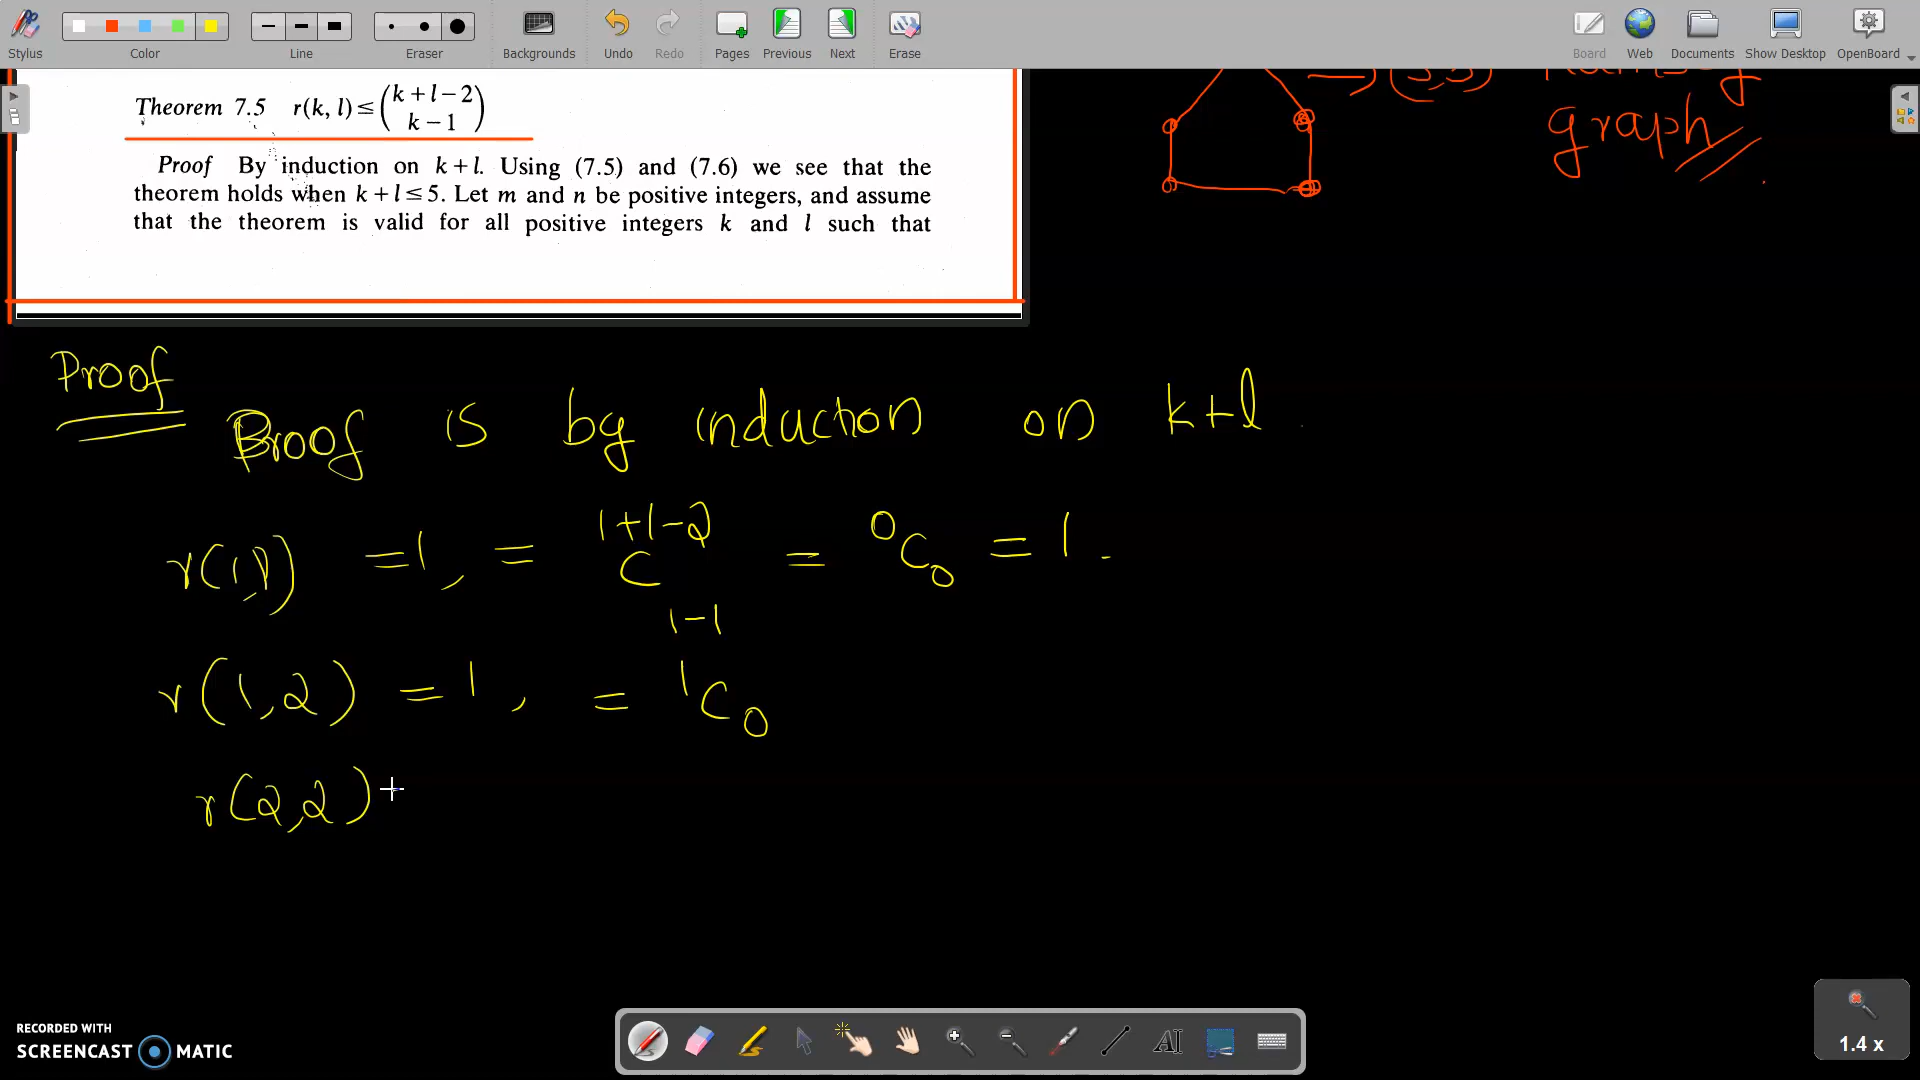 Stylus Color Line Eraser Backgrounds Undo Redo Pages Previous Next Erase Board Web Documents Show Desktop OpenBoard
Theorem 7.5 r(k, l) ≤ (k+l−2 k−1)
Proof By induction on k+l. Using (7.5) and (7.6) we see that the
theorem holds when k+l≤5. Let m and n be positive integers, and assume
that the theorem is valid for all positive integers k and l such that
graph
Proof
Proof is by induction on k+l.
r(1,1) =1, = 1+1-2 C 1-1 = 0C0 = 1.
r(1,2) =1, = 1C0
r(2,2)
RECORDED WITH
SCREENCAST MATIC
1.4 x